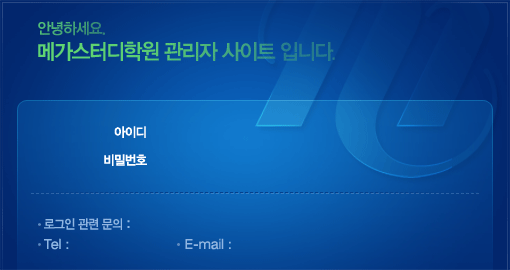 안녕하세요.
메가스터디학원 관리자 사이트 입니다.
아이디
비밀번호
· 로그인 관련 문의 :
· Tel : · E-mail :